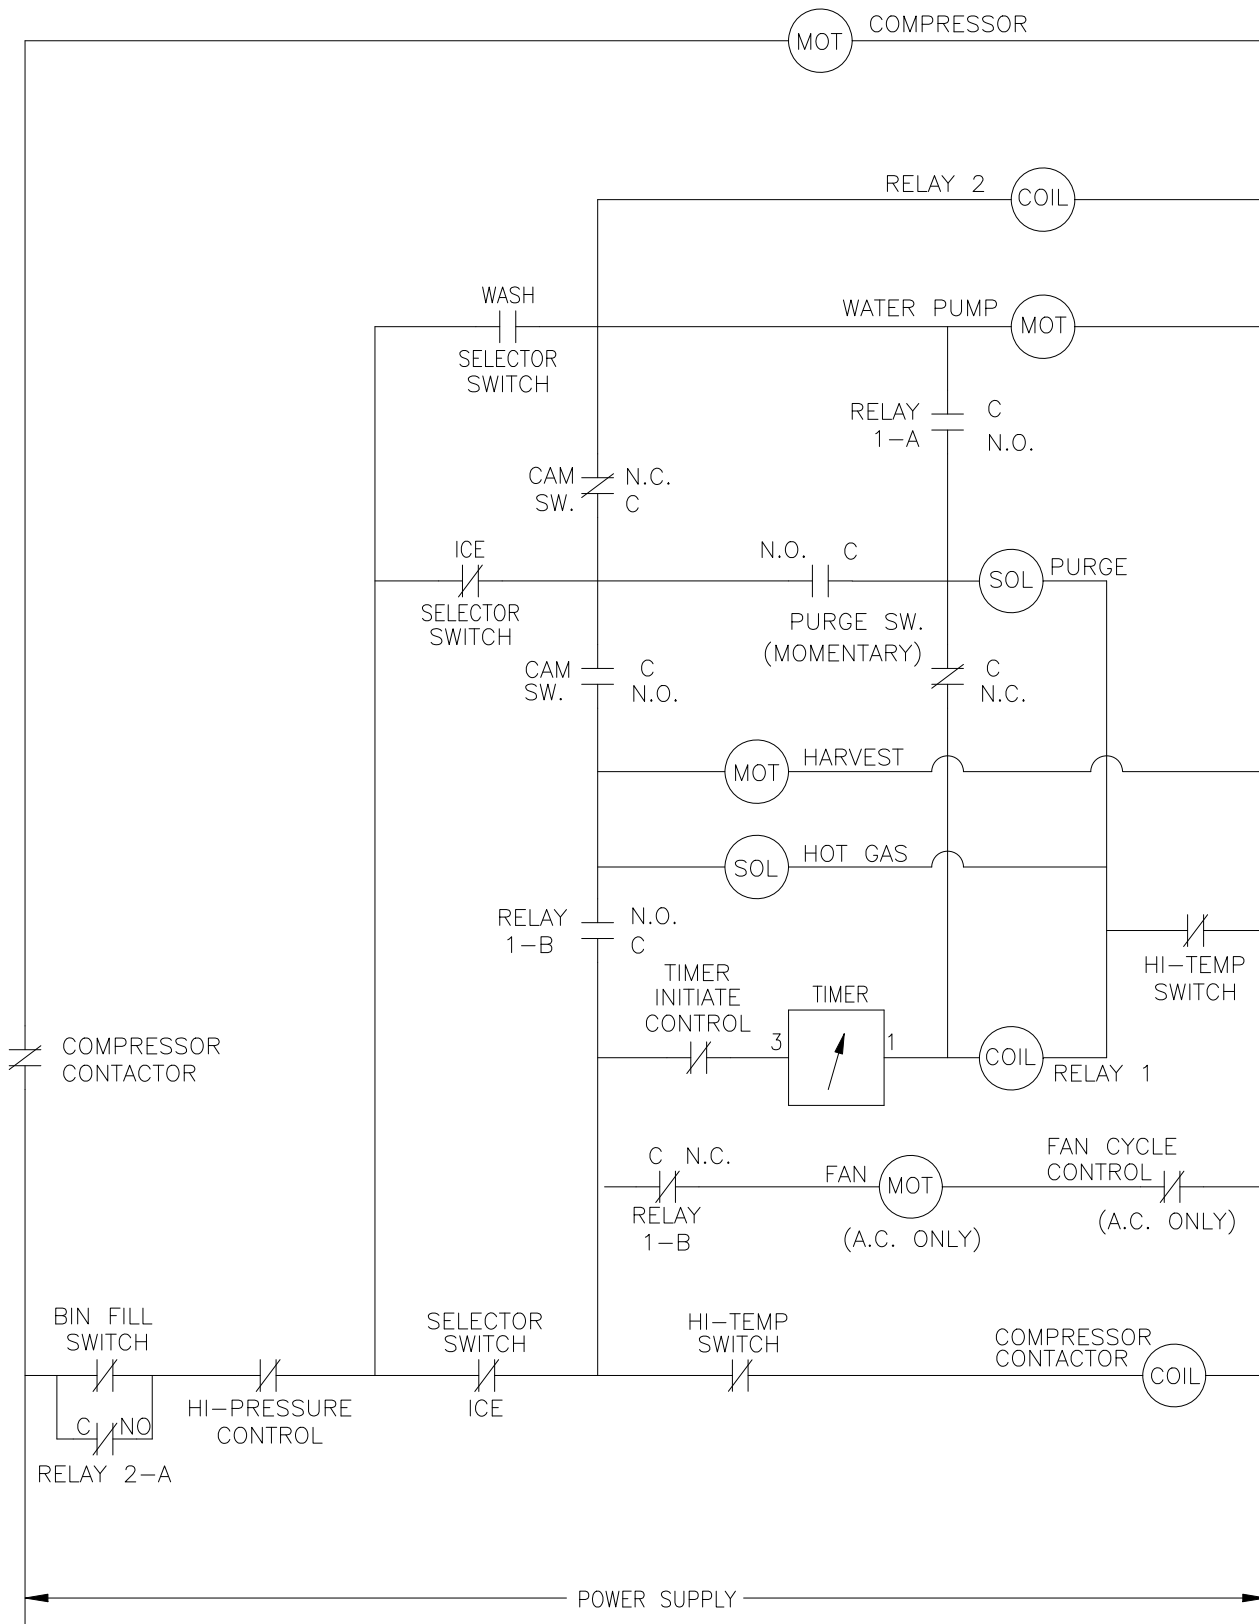 MOT COMPRESSOR
RELAY 2 COIL
WASH
SELECTOR
SWITCH
WATER PUMP MOT
RELAY
1-A
C
N.O.
CAM
SW.
N.C.
C
ICE
SELECTOR
SWITCH
N.O. C
PURGE SW.
(MOMENTARY)
SOL PURGE
CAM
SW.
C
N.O.
C
N.C.
MOT HARVEST
SOL HOT GAS
RELAY
1-B
N.O.
C
HI-TEMP
SWITCH
TIMER
INITIATE
CONTROL
TIMER
3 1
COIL RELAY 1
COMPRESSOR
CONTACTOR
C N.C.
RELAY
1-B
FAN MOT
(A.C. ONLY)
FAN CYCLE
CONTROL
(A.C. ONLY)
BIN FILL
SWITCH
C NO
RELAY 2-A
HI-PRESSURE
CONTROL
SELECTOR
SWITCH
ICE
HI-TEMP
SWITCH
COMPRESSOR
CONTACTOR
COIL
POWER SUPPLY